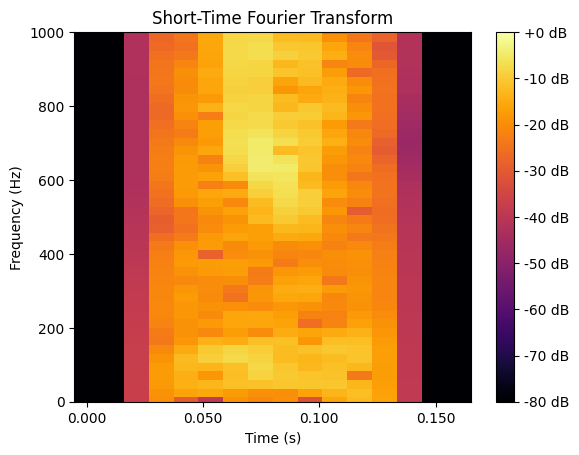 Short-Time Fourier Transform
1000
800
600
400
200
0
Frequency (Hz)
0.000
0.050
0.100
0.150
Time (s)
+0 dB
-10 dB
-20 dB
-30 dB
-40 dB
-50 dB
-60 dB
-70 dB
-80 dB